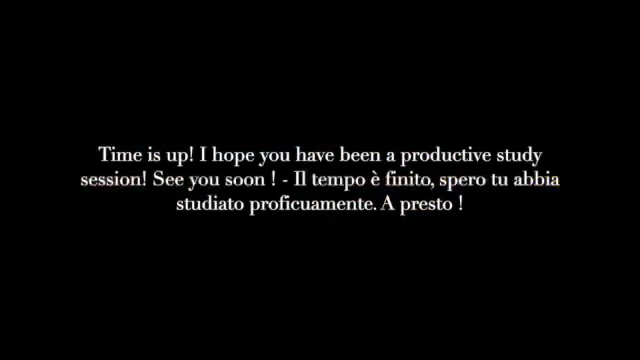 Time is up! I hope you have been a productive study
session! See you soon ! - Il tempo è finito, spero tu abbia
studiato proficuamente. A presto !